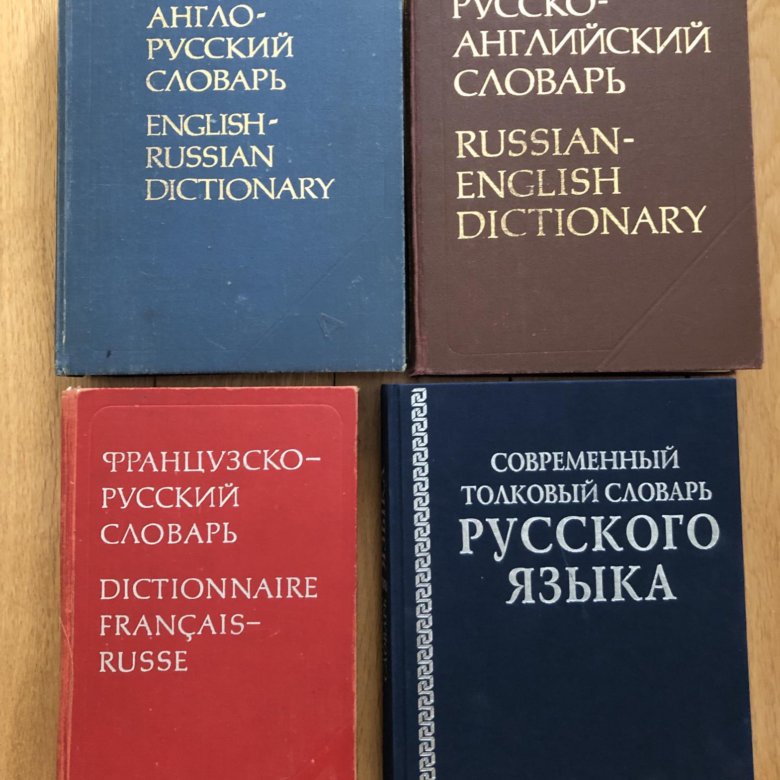 АНГЛО-
РУССКИЙ
СЛОВАРЬ
ENGLISH-
RUSSIAN
DICTIONARY
РУССКО-
АНГЛИЙСКИЙ
СЛОВАРЬ
RUSSIAN-
ENGLISH
DICTIONARY
ФРАНЦУЗСКО-
РУССКИЙ
СЛОВАРЬ
DICTIONNAIRE
FRANÇAIS-
RUSSE
СОВРЕМЕННЫЙ
ТОЛКОВЫЙ СЛОВАРЬ
РУССКОГО
ЯЗЫКА